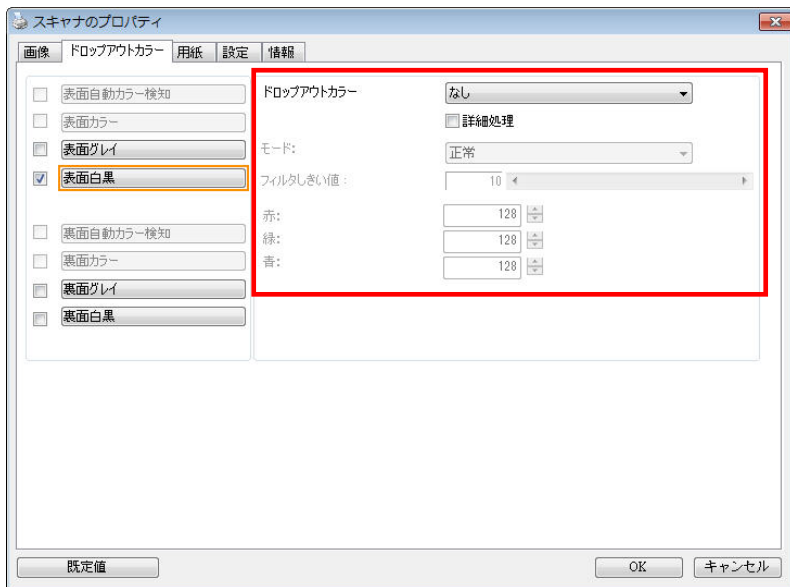 スキャナのプロパティ
画像 ドロップアウトカラー 用紙 設定 情報
表面自動カラー検知
表面カラー
表面グレイ
表面白黒
裏面自動カラー検知
裏面カラー
裏面グレイ
裏面白黒
ドロップアウトカラー なし
詳細処理
モード: 正常
フィルタしきい値: 10
赤: 128
緑: 128
青: 128
既定値 OK キャンセル